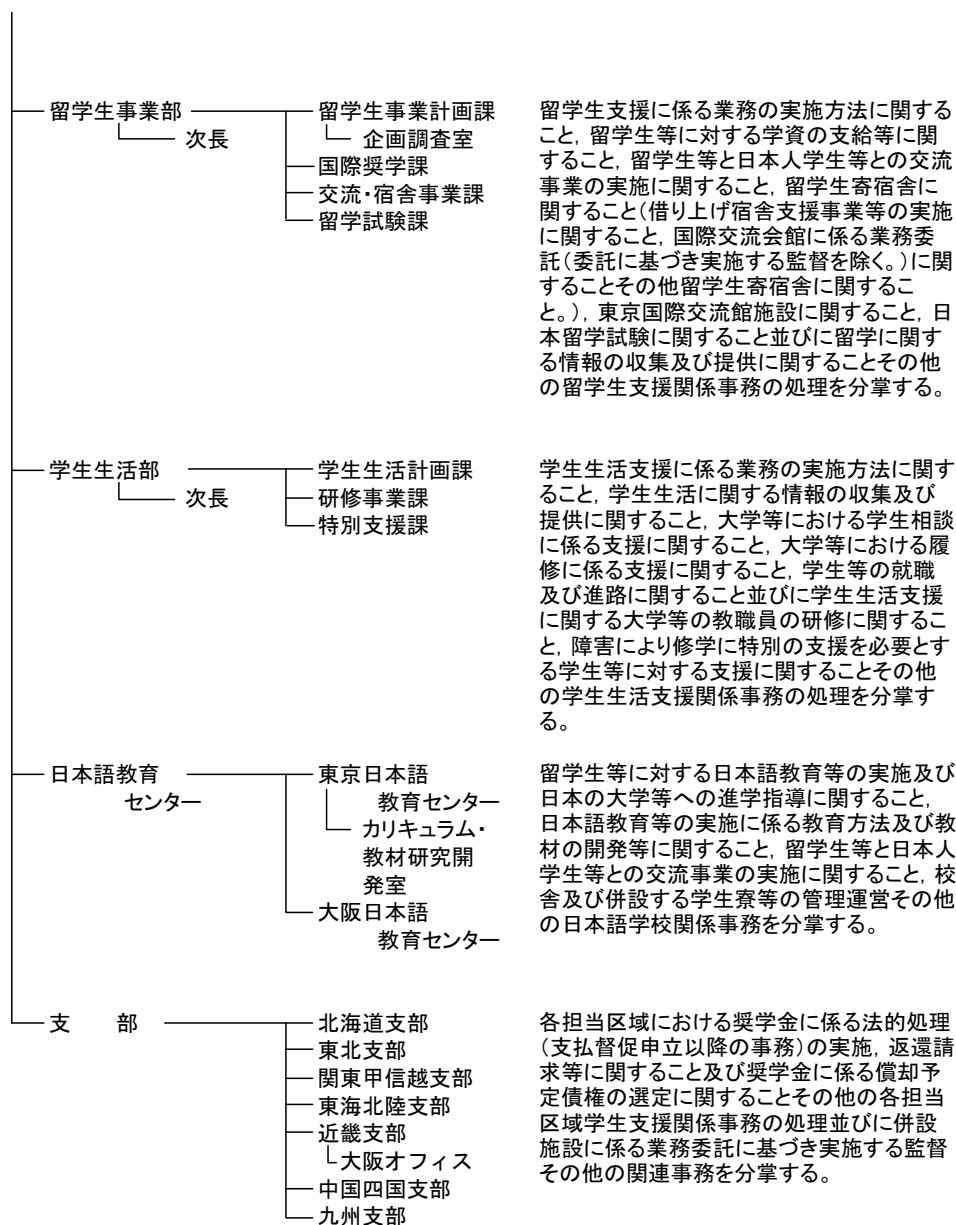 留学生事業部
次長
留学生事業計画課
企画調査室
国際奨学課
交流・宿舎事業課
留学試験課
留学生支援に係る業務の実施方法に関する
こと，留学生等に対する学資の支給等に関
すること，留学生等と日本人学生等との交流
事業の実施に関すること，留学生寄宿舎に
関すること（借り上げ宿舎支援事業等の実施
に関すること，国際交流会館に係る業務委
託（委託に基づき実施する監督を除く。）に関
することその他留学生寄宿舎に関するこ
と。），東京国際交流館施設に関すること，日
本留学試験に関すること並びに留学に関す
る情報の収集及び提供に関することその他
の留学生支援関係事務の処理を分掌する。
学生生活部
次長
学生生活計画課
研修事業課
特別支援課
学生生活支援に係る業務の実施方法に関す
ること，学生生活に関する情報の収集及び
提供に関すること，大学等における学生相談
に係る支援に関すること，大学等における履
修に係る支援に関すること，学生等の就職
及び進路に関すること並びに学生生活支援
に関する大学等の教職員の研修に関するこ
と，障害により修学に特別の支援を必要とす
る学生等に対する支援に関することその他
の学生生活支援関係事務の処理を分掌す
る。
日本語教育
センター
東京日本語
教育センター
カリキュラム・
教材研究開
発室
大阪日本語
教育センター
留学生等に対する日本語教育等の実施及び
日本の大学等への進学指導に関すること，
日本語教育等の実施に係る教育方法及び教
材の開発等に関すること，留学生等と日本人
学生等との交流事業の実施に関すること，校
舎及び併設する学生寮等の管理運営その他
の日本語学校関係事務を分掌する。
支　　部
北海道支部
東北支部
関東甲信越支部
東海北陸支部
近畿支部
大阪オフィス
中国四国支部
九州支部
各担当区域における奨学金に係る法的処理
（支払督促申立以降の事務）の実施，返還請
求等に関すること及び奨学金に係る償却予
定債権の選定に関することその他の各担当
区域学生支援関係事務の処理並びに併設
施設に係る業務委託に基づき実施する監督
その他の関連事務を分掌する。